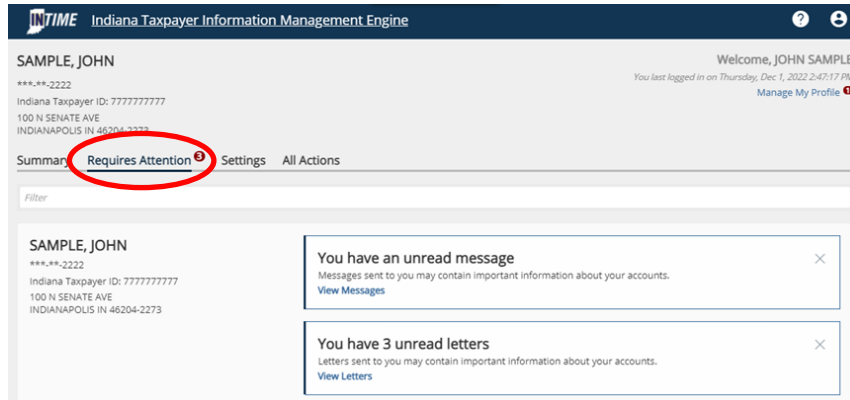 INTIME Indiana Taxpayer Information Management Engine ?
SAMPLE, JOHN
Welcome, JOHN SAMPLE
***-**-2222
You last logged in on Thursday, Dec 1, 2022 2:47:17 PM
Indiana Taxpayer ID: 7777777777
Manage My Profile 1
100 N SENATE AVE
INDIANAPOLIS IN 46204-2273
Summary Requires Attention 3 Settings All Actions
Filter
SAMPLE, JOHN
***-**-2222
Indiana Taxpayer ID: 7777777777
100 N SENATE AVE
INDIANAPOLIS IN 46204-2273
You have an unread message
Messages sent to you may contain important information about your accounts.
View Messages
You have 3 unread letters
Letters sent to you may contain important information about your accounts.
View Letters